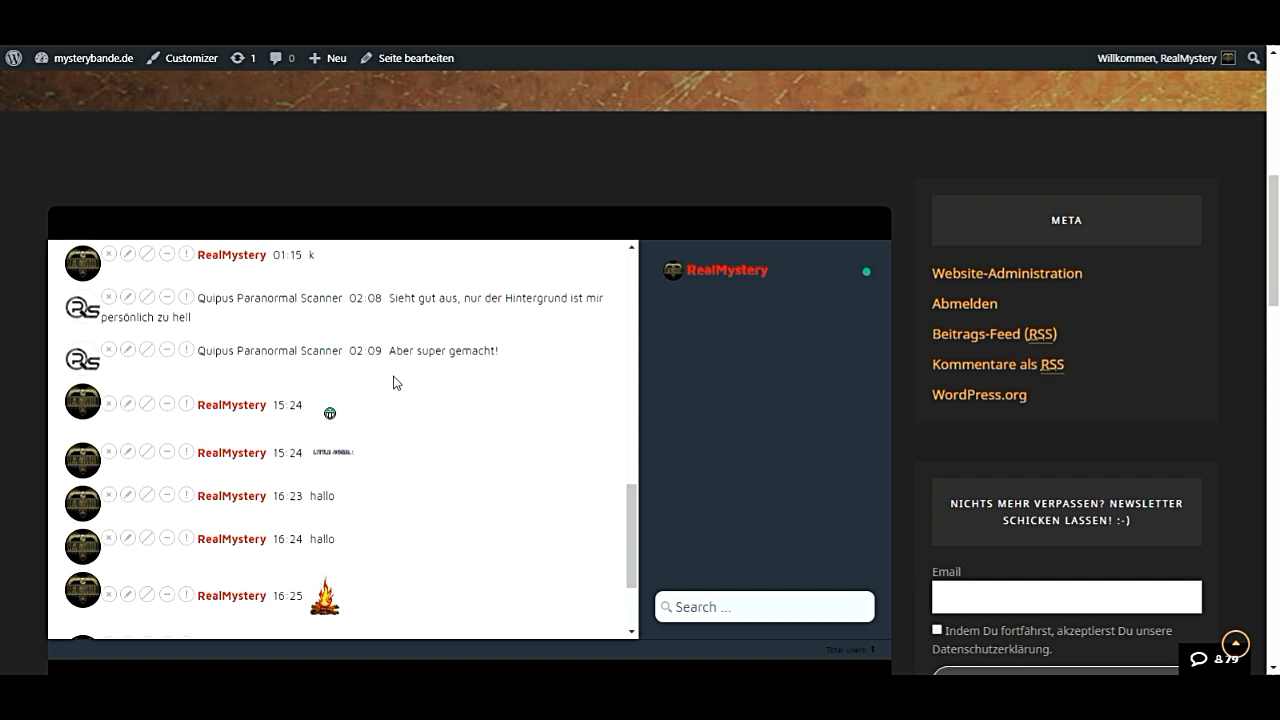 mysterybande.de Customizer 1 0 Neu Seite bearbeiten Willkommen, RealMystery
RealMystery 01:15 k
Quipus Paranormal Scanner 02:08 Sieht gut aus, nur der Hintergrund ist mir
persönlich zu hell
Quipus Paranormal Scanner 02:09 Aber super gemacht!
RealMystery 15:24
RealMystery 15:24
RealMystery 16:23 hallo
RealMystery 16:24 hallo
RealMystery 16:25
RealMystery
Search ...
Total users: 1
META
Website-Administration
Abmelden
Beitrags-Feed (RSS)
Kommentare als RSS
WordPress.org
NICHTS MEHR VERPASSEN? NEWSLETTER
SCHICKEN LASSEN! :-)
Email
Indem Du fortfährst, akzeptierst Du unsere
Datenschutzerklärung.
79